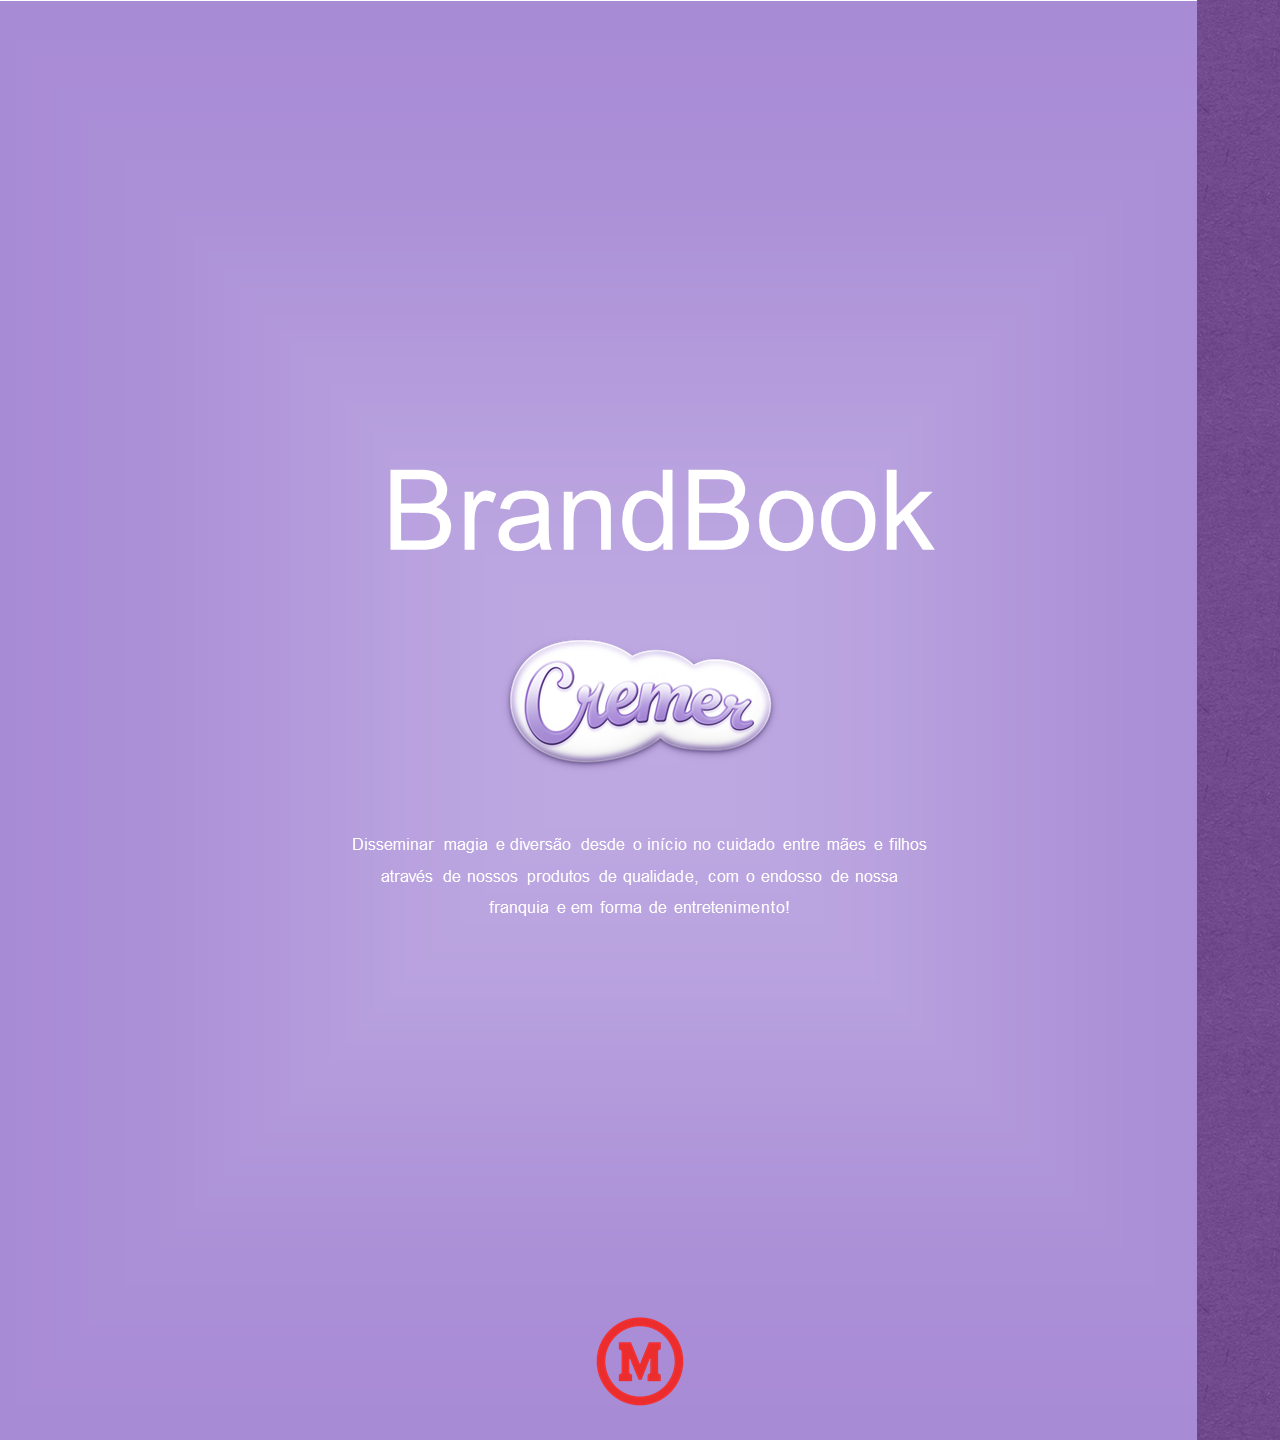 BrandBook
Cremer
Disseminar magia e diversão desde o início no cuidado entre mães e filhos
através de nossos produtos de qualidade, com o endosso de nossa
franquia e em forma de entretenimento!
M